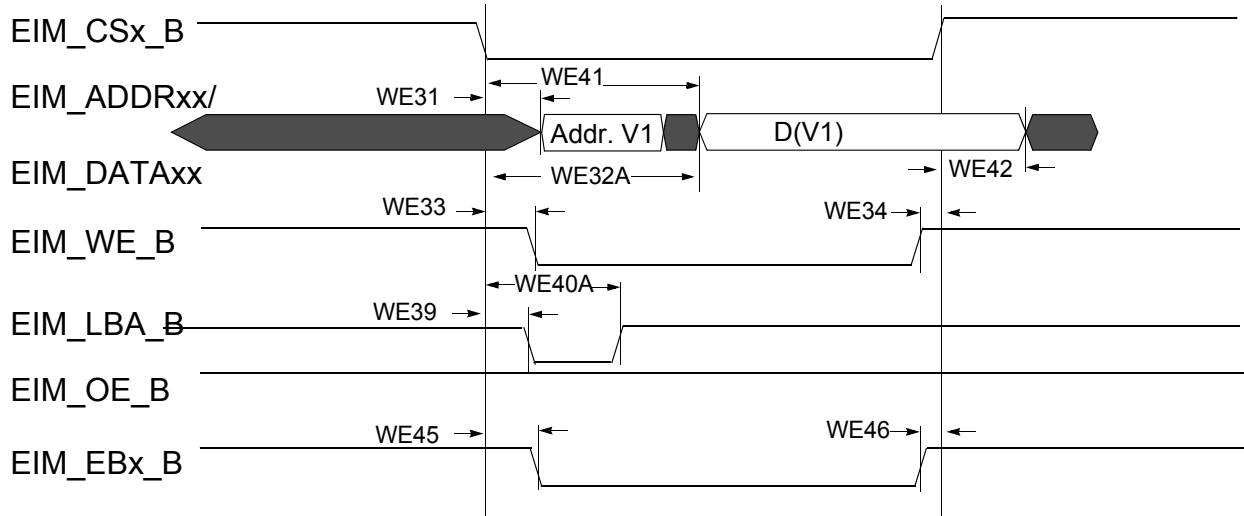 EIM_CSx_B
WE41
EIM_ADDRxx/
WE31
Addr. V1
D(V1)
EIM_DATAxx
WE32A
WE42
WE33
WE34
EIM_WE_B
WE40A
WE39
EIM_LBA_B
EIM_OE_B
WE45
WE46
EIM_EBx_B